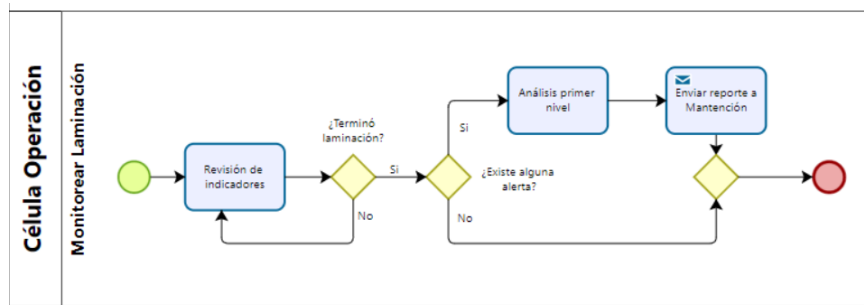 Célula Operación
Monitorear Laminación
Revisión de
indicadores
¿Terminó
laminación?
Si
No
¿Existe alguna
alerta?
Si
No
Análisis primer
nivel
Enviar reporte a
Mantención